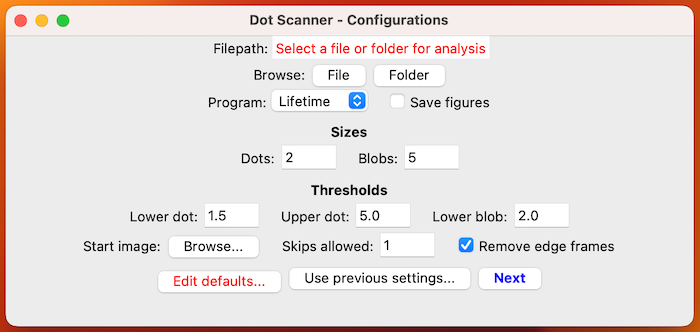 Dot Scanner - Configurations
Filepath: Select a file or folder for analysis
Browse: File Folder
Program: Lifetime Save figures
Sizes
Dots: 2 Blobs: 5
Thresholds
Lower dot: 1.5 Upper dot: 5.0 Lower blob: 2.0
Start image: Browse... Skips allowed: 1 Remove edge frames
Edit defaults... Use previous settings... Next